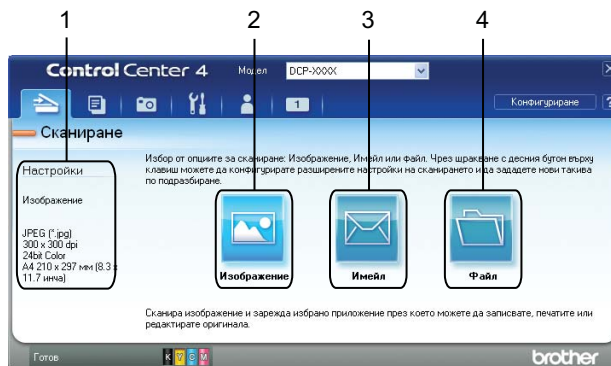 1 2 3 4
Control Center 4 Модел DCP-XXXX
1 Конфигуриране ?
Сканиране
Избор от опциите за сканиране: Изображение, Имейл или Файл. Чрез щракване с десния бутон върху
клавиш можете да конфигурирате разширените настройки на сканирането и да зададете нови такива
по подразбиране.
Настройки
Изображение
JPEG (*.jpg)
300 x 300 dpi
24bit Color
A4 210 x 297 мм (8.3 x
11.7 инча)
Изображение Имейл Файл
Сканира изображение и зарежда избрано приложение през което можете да записвате, печатите или
редактирате оригинала.
Готов K Y C M brother